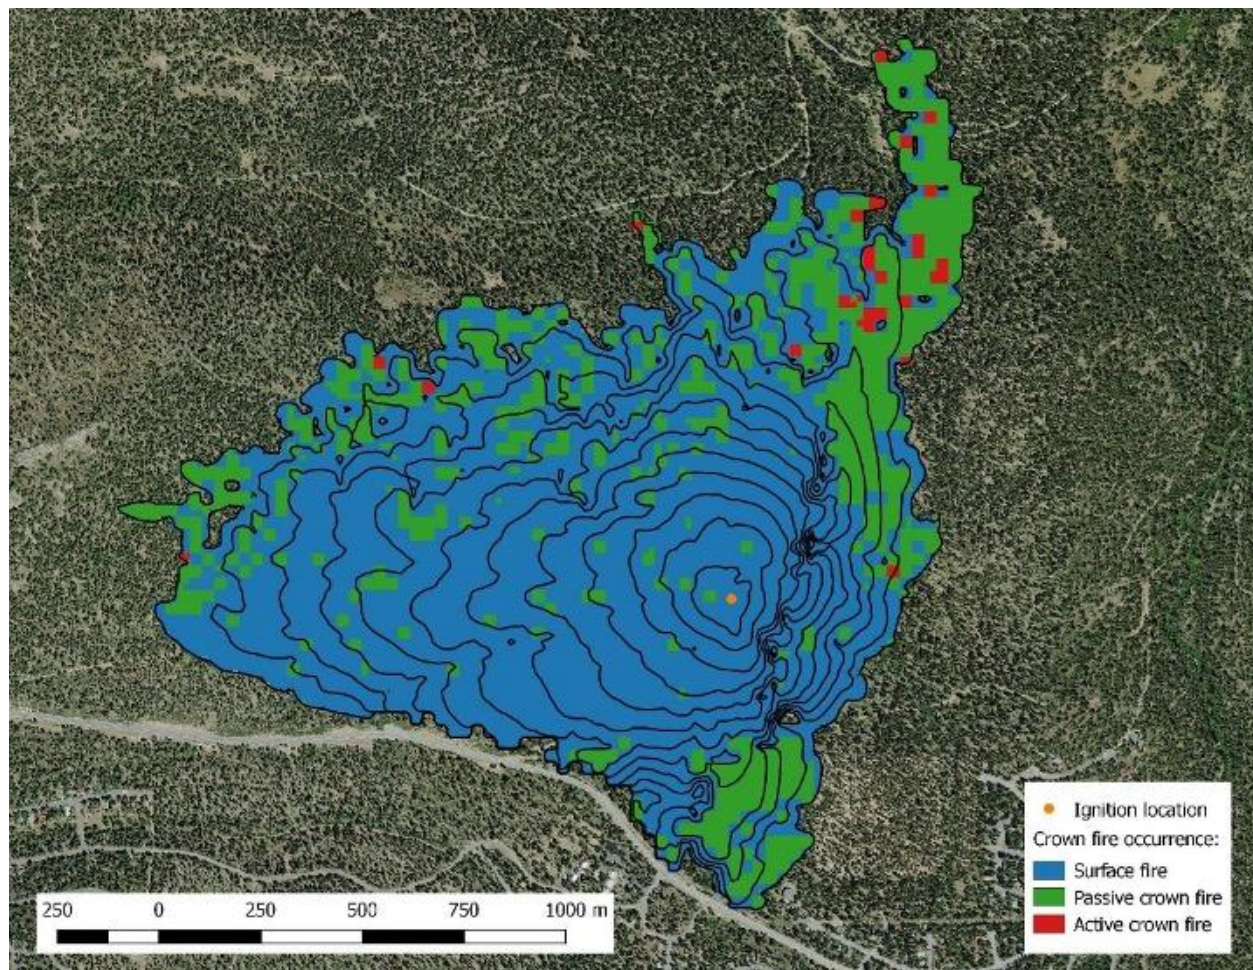 Ignition location
Crown fire occurrence:
Surface fire
Passive crown fire
Active crown fire
250 0 250 500 750 1000 m